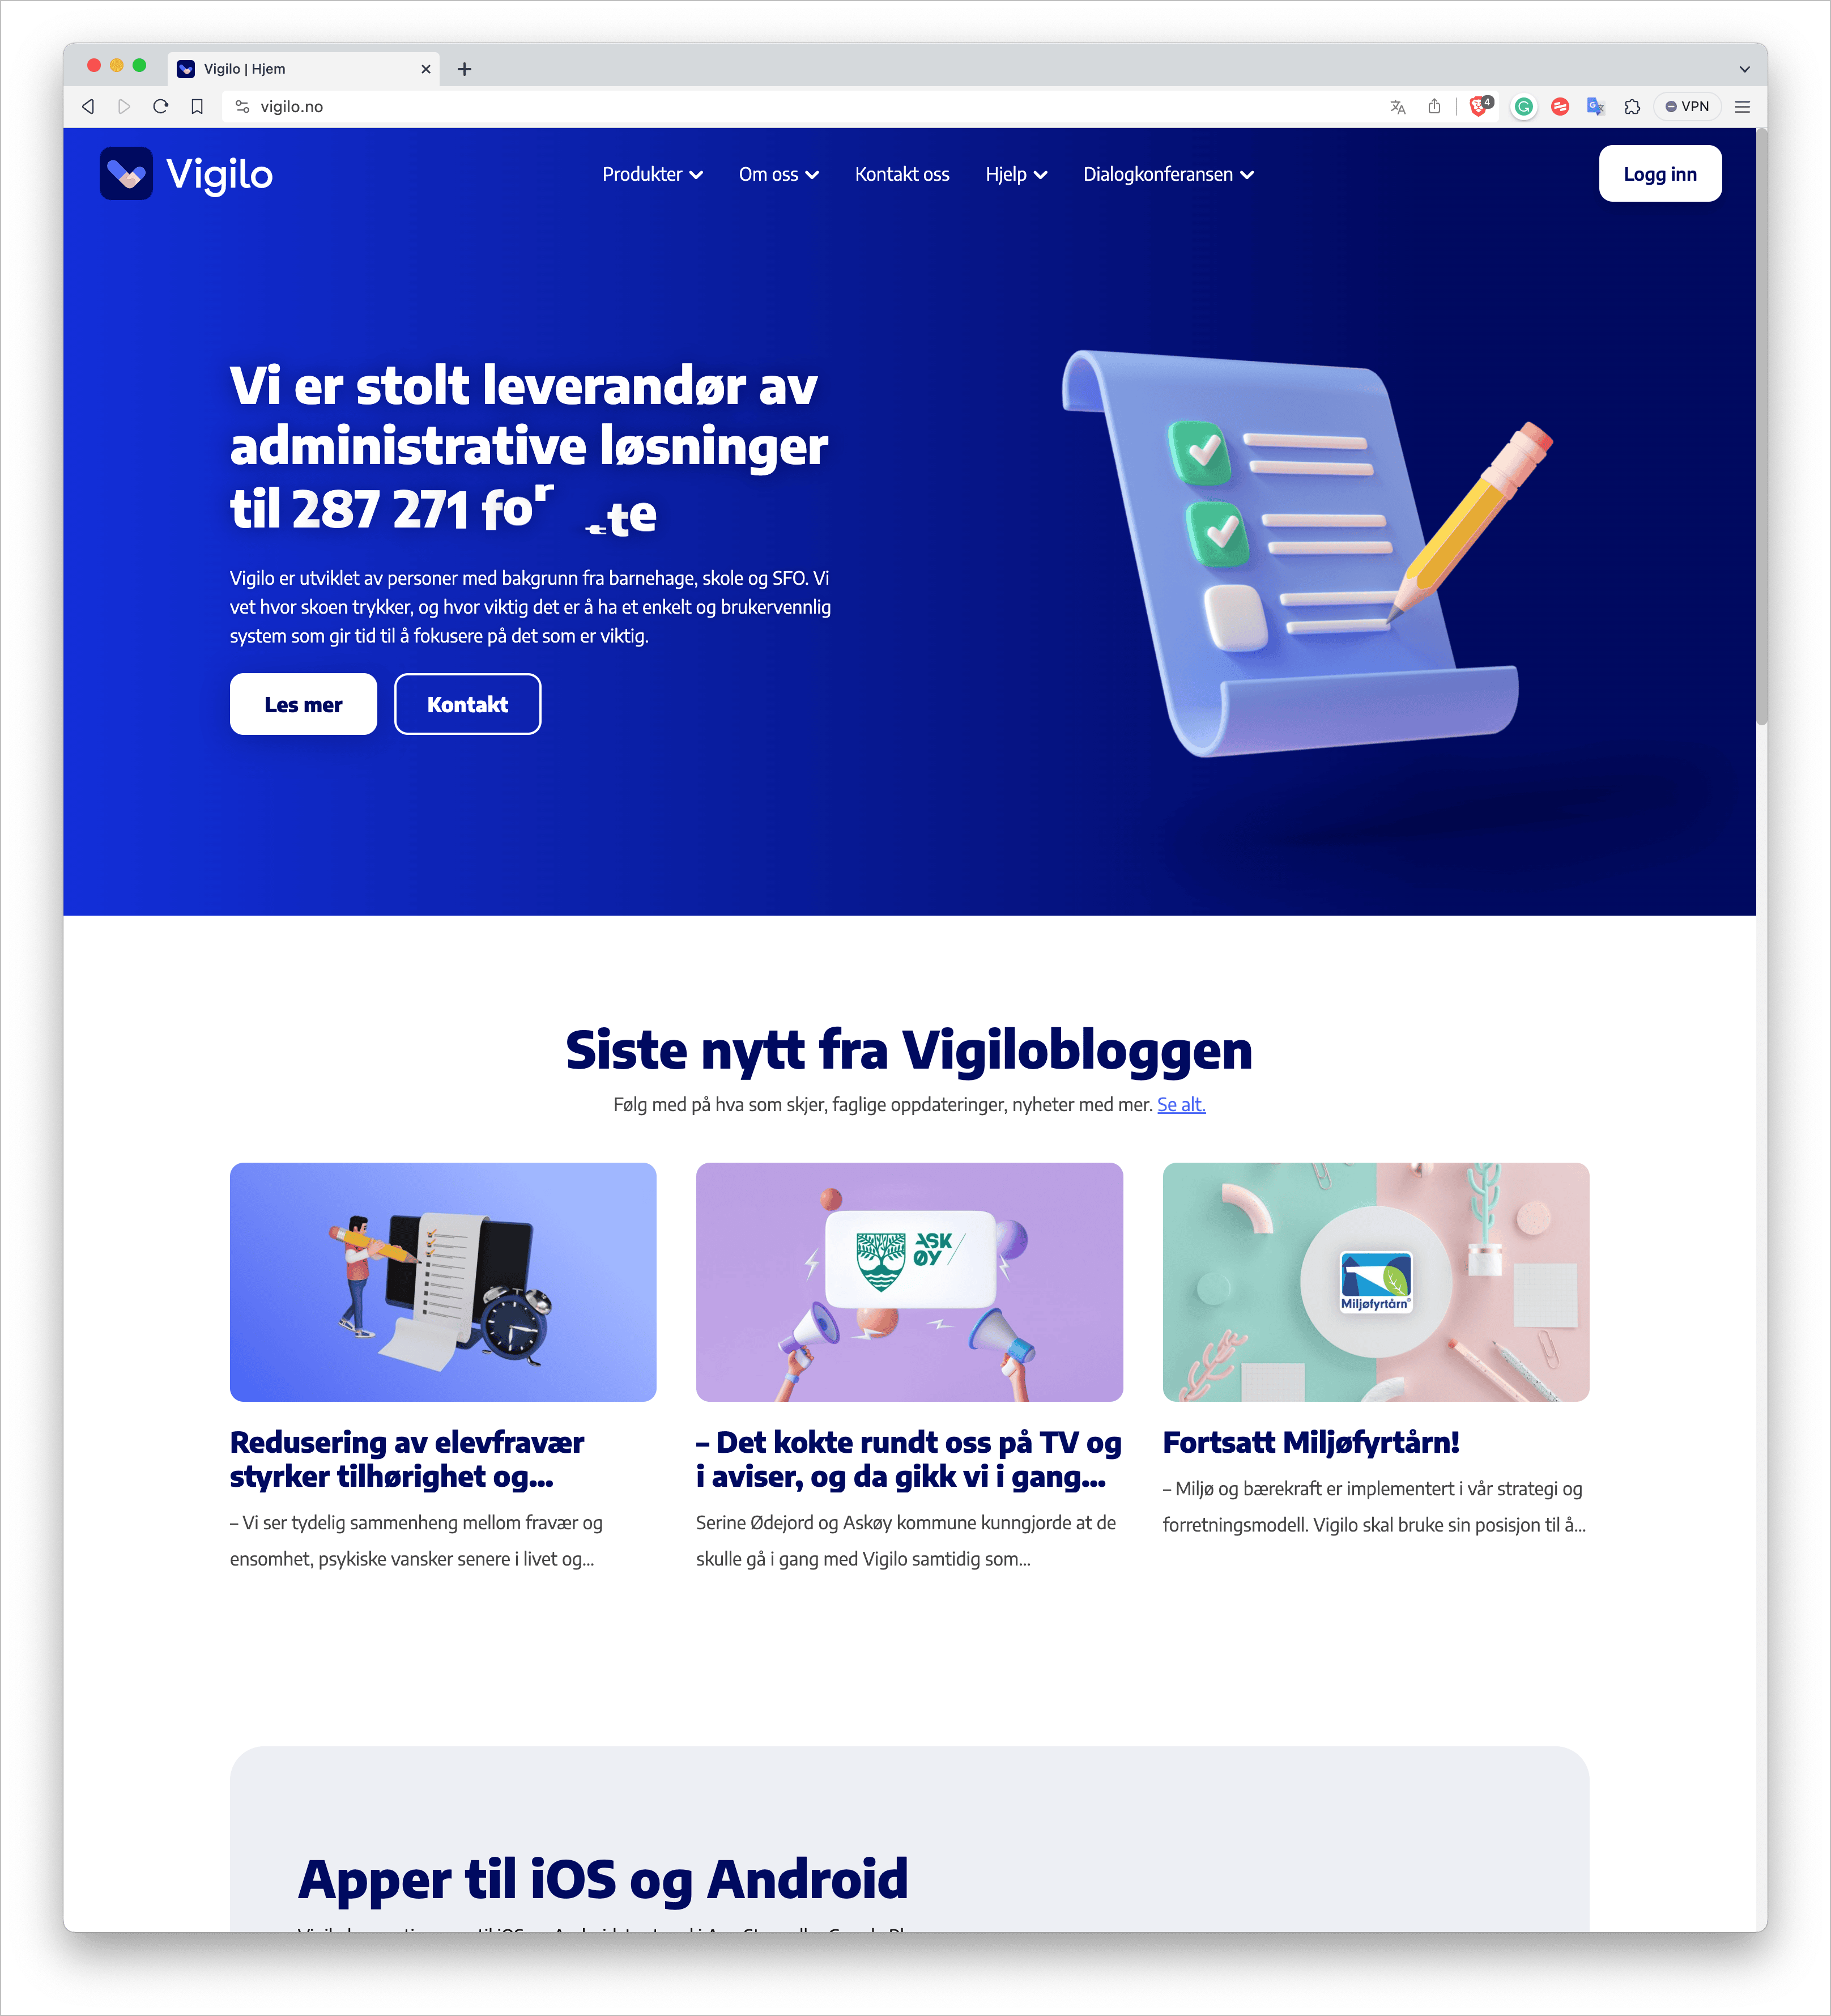 Vigilo | Hjem
vigilo.no
4
VPN
Vigilo
Produkter
Om oss
Kontakt oss
Hjelp
Dialogkonferansen
Logg inn
Vi er stolt leverandør av
administrative løsninger
til 287 271 for te
Vigilo er utviklet av personer med bakgrunn fra barnehage, skole og SFO. Vi
vet hvor skoen trykker, og hvor viktig det er å ha et enkelt og brukervennlig
system som gir tid til å fokusere på det som er viktig.
Les mer
Kontakt
Siste nytt fra Vigilobloggen
Følg med på hva som skjer, faglige oppdateringer, nyheter med mer. Se alt.
ASK
ØY
Miljøfyrtårn®
Redusering av elevfravær
styrker tilhørighet og...
– Vi ser tydelig sammenheng mellom fravær og
ensomhet, psykiske vansker senere i livet og...
– Det kokte rundt oss på TV og
i aviser, og da gikk vi i gang...
Serine Ødejord og Askøy kommune kunngjorde at de
skulle gå i gang med Vigilo samtidig som...
Fortsatt Miljøfyrtårn!
– Miljø og bærekraft er implementert i vår strategi og
forretningsmodell. Vigilo skal bruke sin posisjon til å...
Apper til iOS og Android